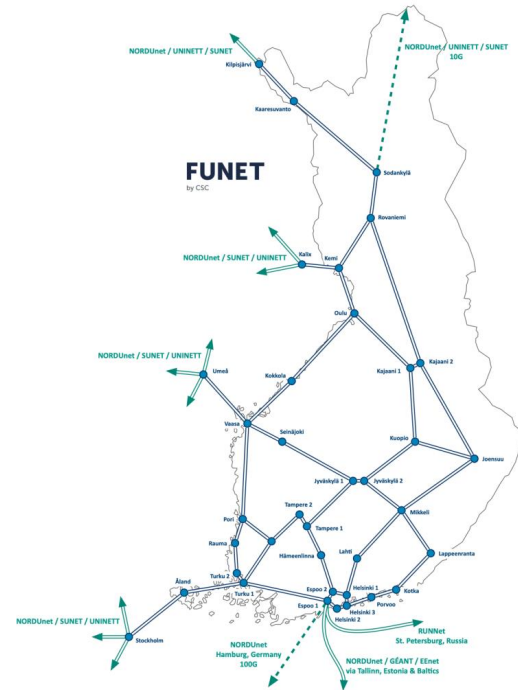 NORDUnet / UNINETT / SUNET
NORDUnet / UNINETT / SUNET
10G
Kilpisjärvi
Kaaresuvanto
FUNET
by CSC
Sodankylä
Rovaniemi
NORDUnet / SUNET / UNINETT
Kalix
Kemi
Oulu
NORDUnet / SUNET / UNINETT
Umeå
Kokkola
Kajaani 1
Kajaani 2
Vaasa
Seinäjoki
Kuopio
Joensuu
Jyväskylä 1
Jyväskylä 2
Tampere 2
Mikkeli
Pori
Tampere 1
Rauma
Hämeenlinna
Lahti
Lappeenranta
Turku 2
Åland
Turku 1
Espoo 2
Helsinki 1
Kotka
Espoo 1
Porvoo
Helsinki 3
Helsinki 2
NORDUnet / SUNET / UNINETT
Stockholm
RUNNet
St. Petersburg, Russia
NORDUnet
Hamburg, Germany
100G
NORDUnet / GÉANT / EEnet
via Tallinn, Estonia & Baltics